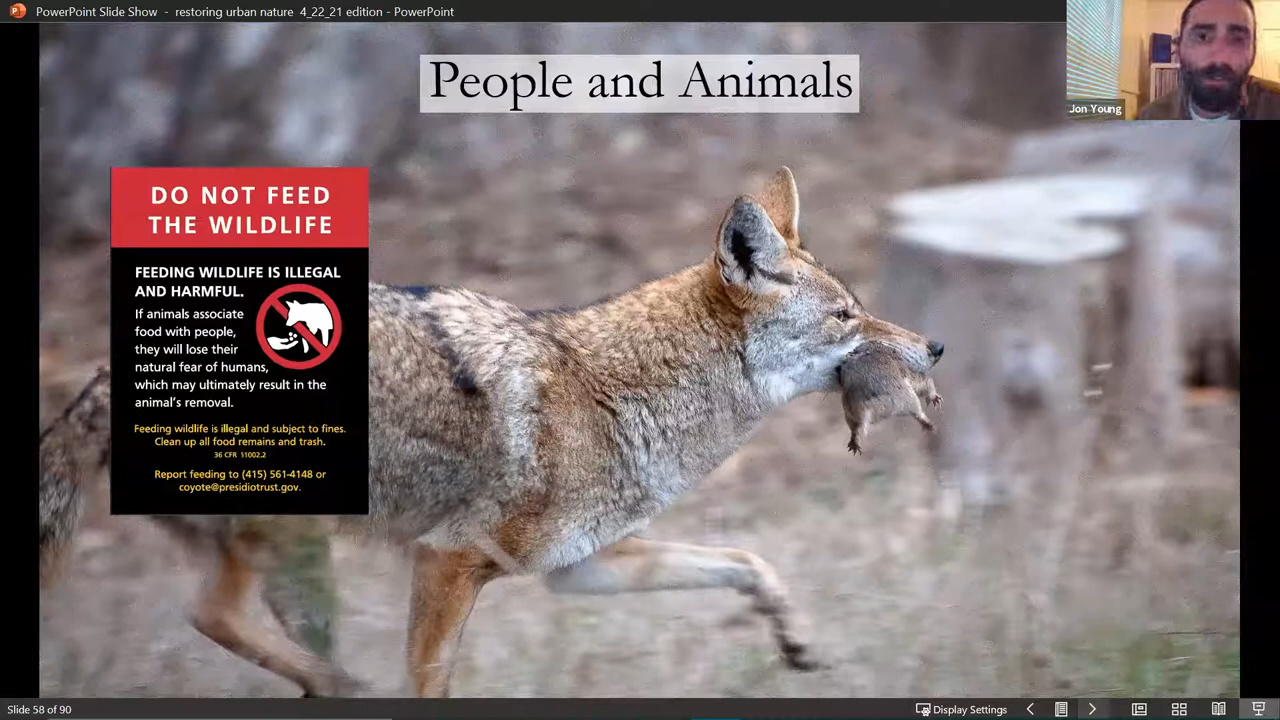 PowerPoint Slide Show - restoring urban nature 4_22_21 edition - PowerPoint
People and Animals
Jon Young
DO NOT FEED
THE WILDLIFE
FEEDING WILDLIFE IS ILLEGAL
AND HARMFUL.
If animals associate
food with people,
they will lose their
natural fear of humans,
which may ultimately result in the
animal's removal.
Feeding wildlife is illegal and subject to fines.
Clean up all food remains and trash.
36 CFR §1002.2
Report feeding to (415) 561-4148 or
coyote@presidiotrust.gov.
Slide 58 of 90
Display Settings